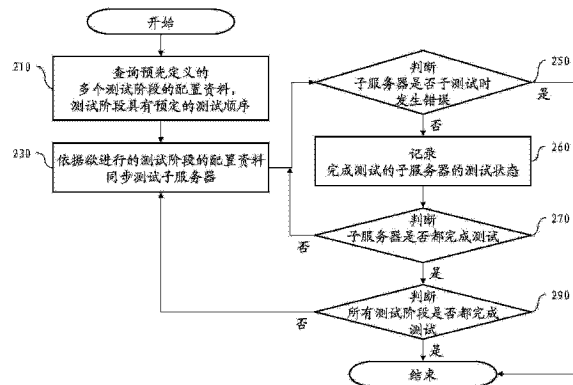 开始
210
查询预先定义的
多个测试阶段的配置资料,
测试阶段具有预定的测试顺序
230
依据欲进行的测试阶段的配置资料
同步测试子服务器
250
判断
子服务器是否于测试时
发生错误
是
否
260
记录
完成测试的子服务器的测试状态
270
判断
子服务器是否都完成测试
否
是
290
判断
所有测试阶段是否都完成
测试
否
是
结束